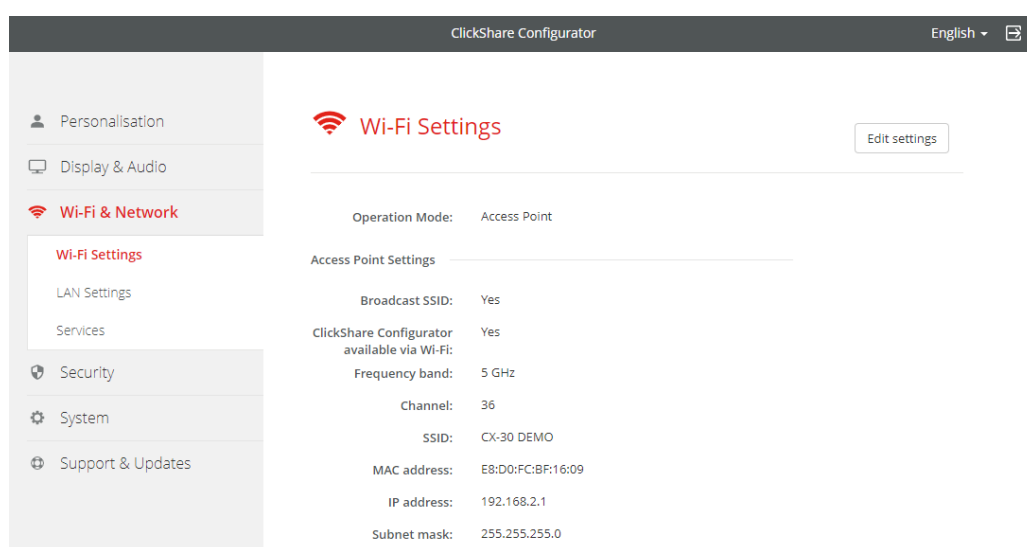 ClickShare Configurator
English
Personalisation
Display & Audio
Wi-Fi & Network
Wi-Fi Settings
LAN Settings
Services
Security
System
Support & Updates
Wi-Fi Settings
Edit settings
Operation Mode: Access Point
Access Point Settings
Broadcast SSID: Yes
ClickShare Configurator Yes
available via Wi-Fi:
Frequency band: 5 GHz
Channel: 36
SSID: CX-30 DEMO
MAC address: E8:D0:FC:BF:16:09
IP address: 192.168.2.1
Subnet mask: 255.255.255.0